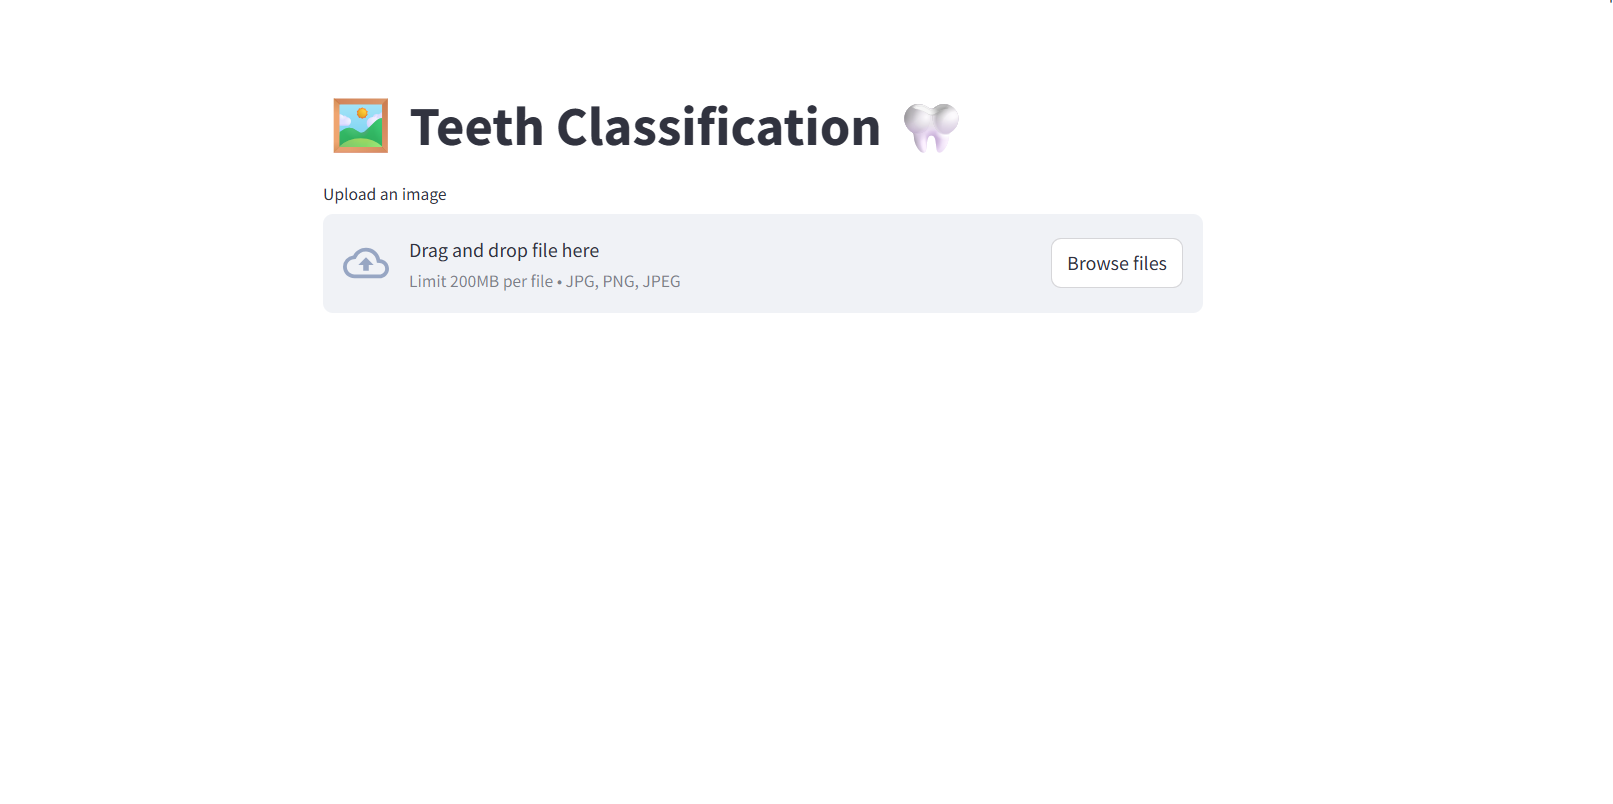 Teeth Classification
Upload an image
Drag and drop file here
Limit 200MB per file • JPG, PNG, JPEG
Browse files